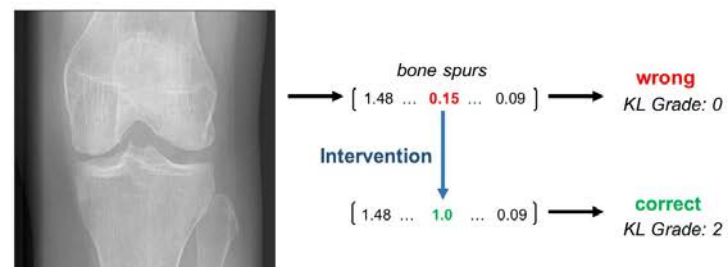 bone spurs
[ 1.48 ... 0.15 ... 0.09 ]
wrong
KL Grade: 0
Intervention
[ 1.48 ... 1.0 ... 0.09 ]
correct
KL Grade: 2